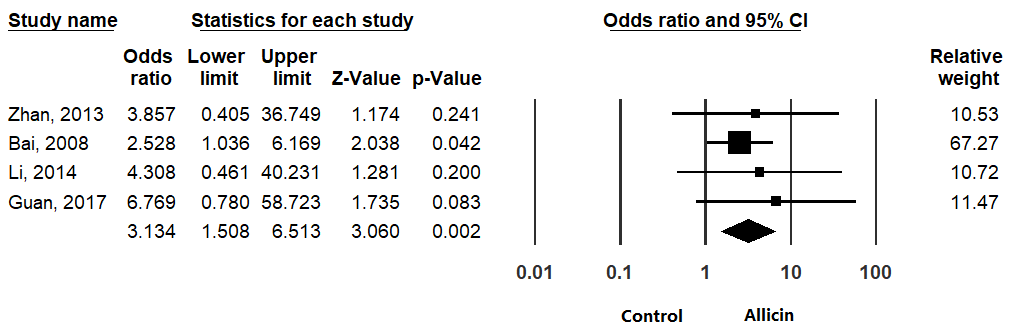 Study name Statistics for each study Odds ratio and 95% CI
Odds Lower Upper Relative
ratio limit limit Z-Value p-Value weight
Zhan, 2013 3.857 0.405 36.749 1.174 0.241 10.53
Bai, 2008 2.528 1.036 6.169 2.038 0.042 67.27
Li, 2014 4.308 0.461 40.231 1.281 0.200 10.72
Guan, 2017 6.769 0.780 58.723 1.735 0.083 11.47
3.134 1.508 6.513 3.060 0.002
0.01 0.1 1 10 100
Control Allicin